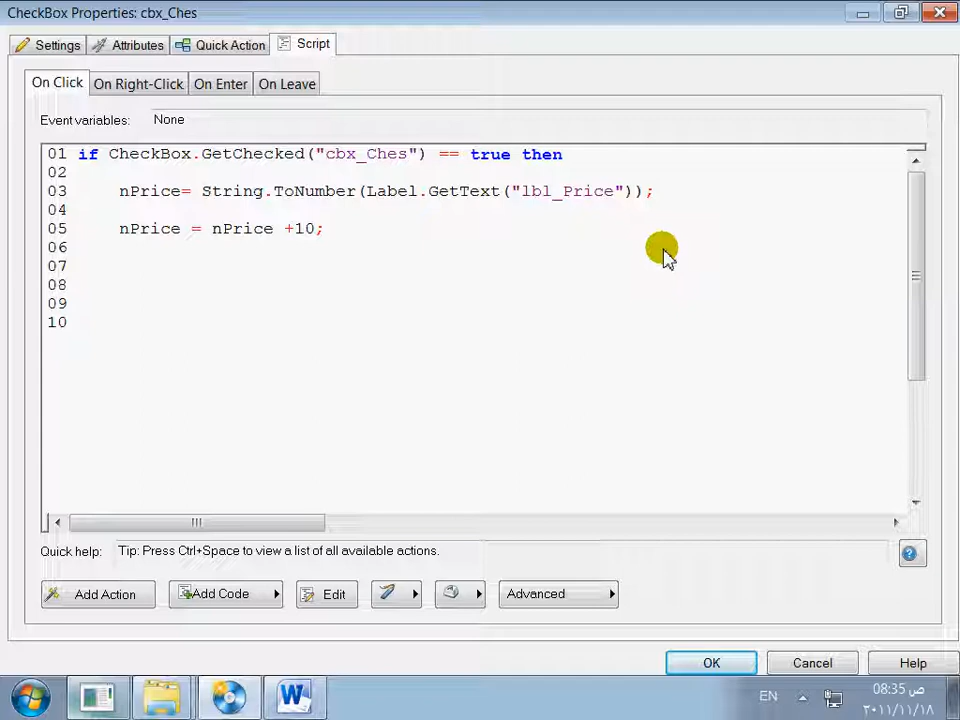 CheckBox Properties: cbx_Ches
Settings Attributes Quick Action Script
On Click On Right-Click On Enter On Leave
Event variables: None
01 if CheckBox.GetChecked("cbx_Ches") == true then
02
03 nPrice= String.ToNumber(Label.GetText("lbl_Price"));
04
05 nPrice = nPrice +10;
06
07
08
09
10
Quick help: Tip: Press Ctrl+Space to view a list of all available actions.
Add Action Add Code Edit Advanced
OK Cancel Help
EN 08:35 ص
٢٠١١/١١/١٨